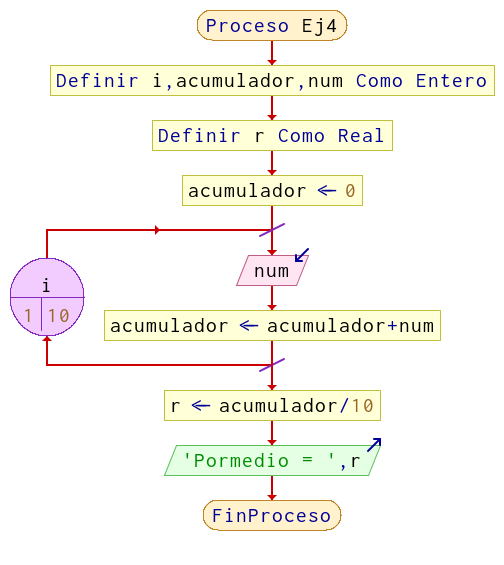 Proceso Ej4
Definir i,acumulador,num Como Entero
Definir r Como Real
acumulador ← 0
i
1 10
num
acumulador ← acumulador+num
r ← acumulador/10
'Pormedio = ',r
FinProceso